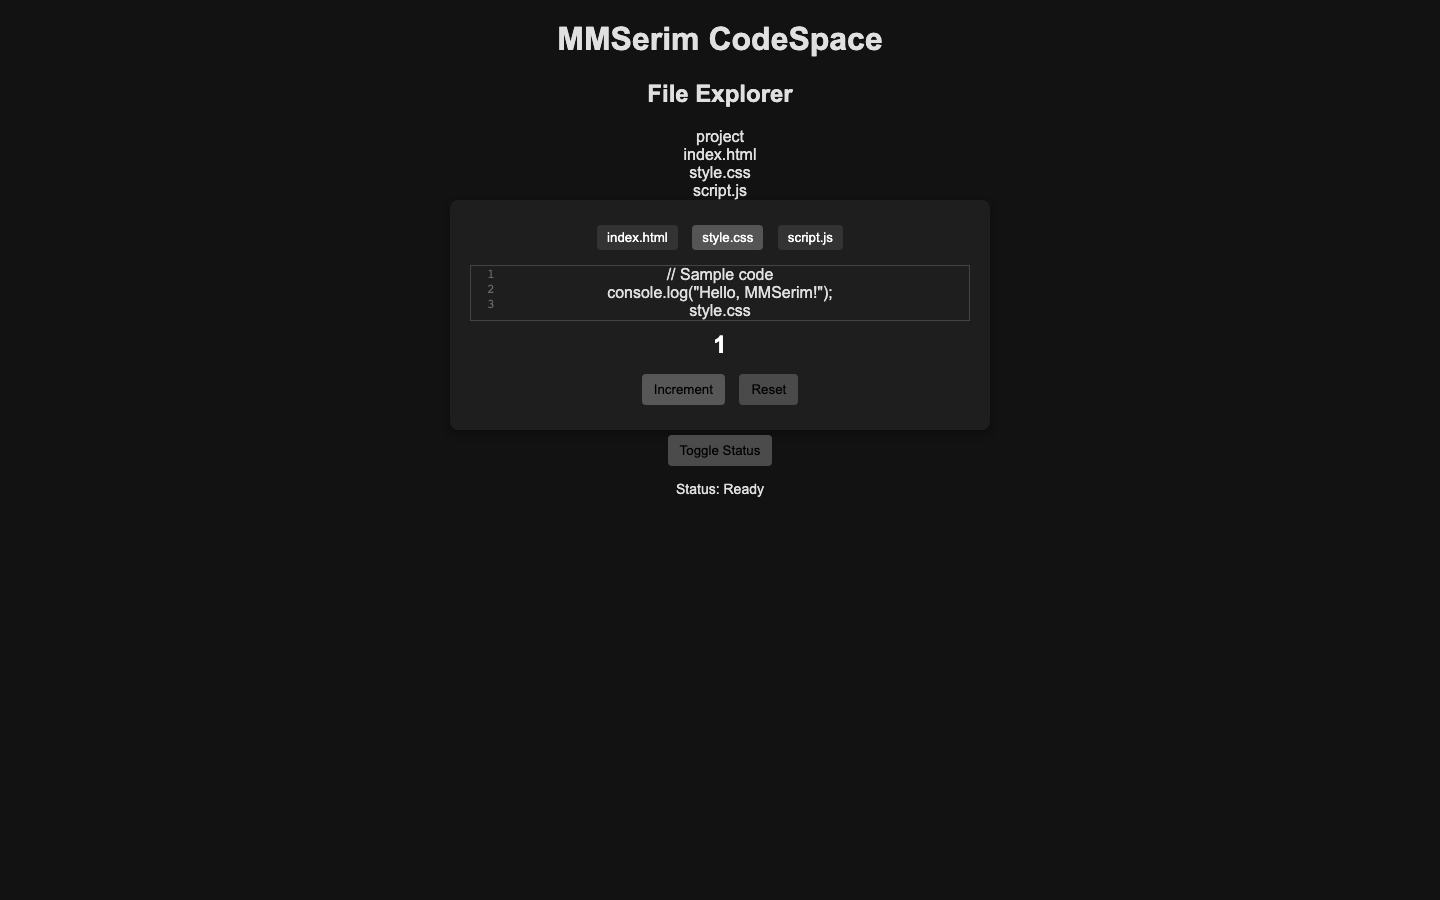 MMSerim CodeSpace
File Explorer
project
index.html
style.css
script.js
index.html style.css script.js
1 // Sample code
2 console.log("Hello, MMSerim!");
3 style.css
1
Increment Reset
Toggle Status
Status: Ready